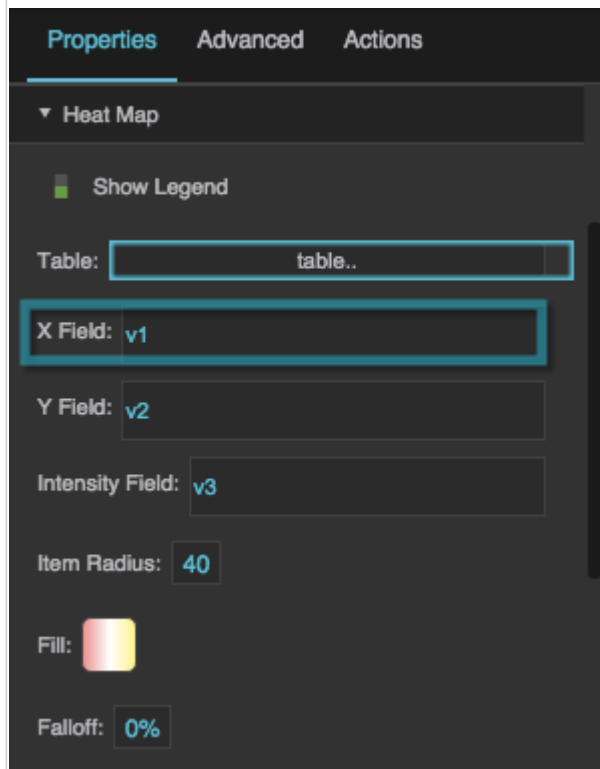 Properties Advanced Actions
Heat Map
Show Legend
Table: table..
X Field: v1
Y Field: v2
Intensity Field: v3
Item Radius: 40
Fill:
Falloff: 0%